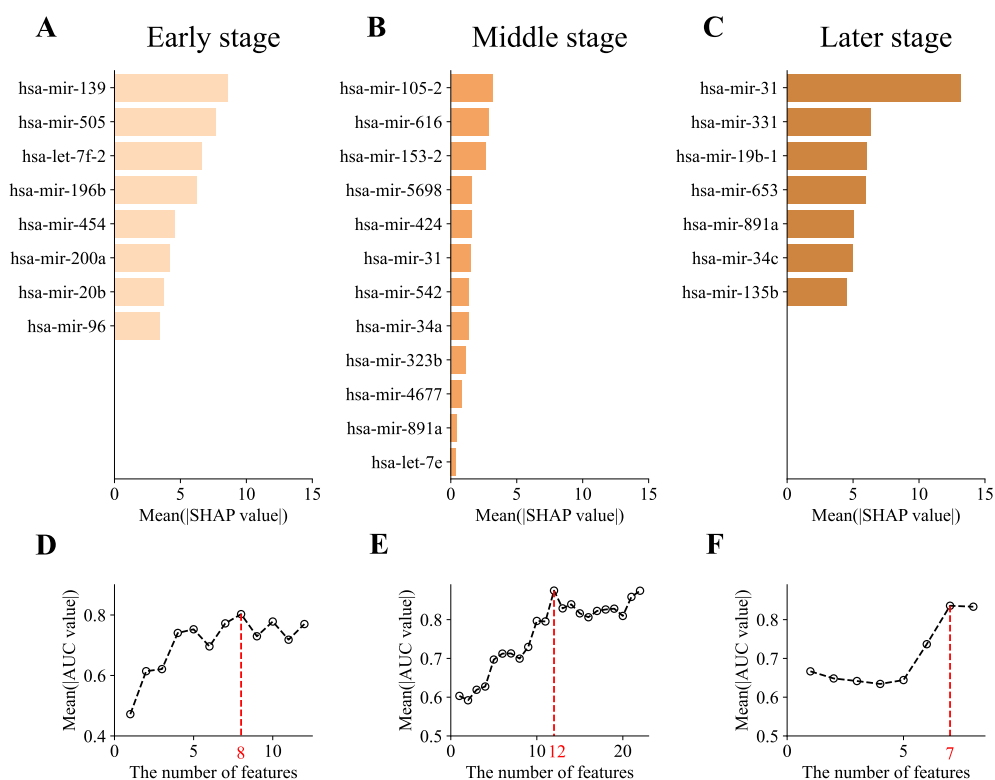 A
Early stage
hsa-mir-139
hsa-mir-505
hsa-let-7f-2
hsa-mir-196b
hsa-mir-454
hsa-mir-200a
hsa-mir-20b
hsa-mir-96
0 5 10 15
Mean(|SHAP value|)
B
Middle stage
hsa-mir-105-2
hsa-mir-616
hsa-mir-153-2
hsa-mir-5698
hsa-mir-424
hsa-mir-31
hsa-mir-542
hsa-mir-34a
hsa-mir-323b
hsa-mir-4677
hsa-mir-891a
hsa-let-7e
0 5 10 15
Mean(|SHAP value|)
C
Later stage
hsa-mir-31
hsa-mir-331
hsa-mir-19b-1
hsa-mir-653
hsa-mir-891a
hsa-mir-34c
hsa-mir-135b
0 5 10 15
Mean(|SHAP value|)
D
Mean(|AUC value|)
0.8
0.6
0.4
0 5 8 10
The number of features
E
Mean(|AUC value|)
0.8
0.7
0.6
0.5
0 10 12 20
The number of features
F
Mean(|AUC value|)
0.8
0.7
0.6
0.5
0 5 7
The number of features